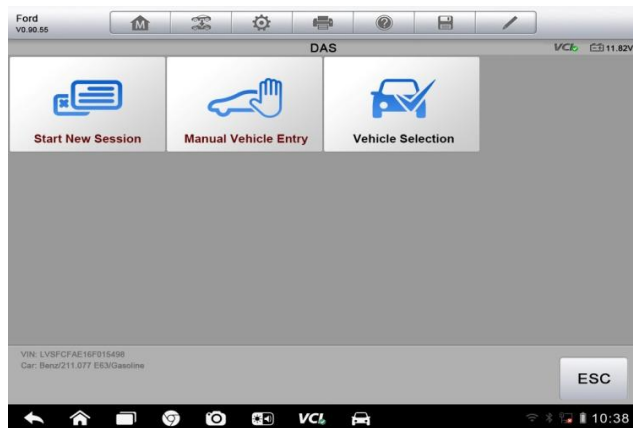 Ford
V0.90.55
M
DAS
VCI
11.82V
Start New Session
Manual Vehicle Entry
Vehicle Selection
VIN: LVSFCFAE16F015498
Car: Benz/211.077 E63/Gasoline
ESC
VCI
10:38